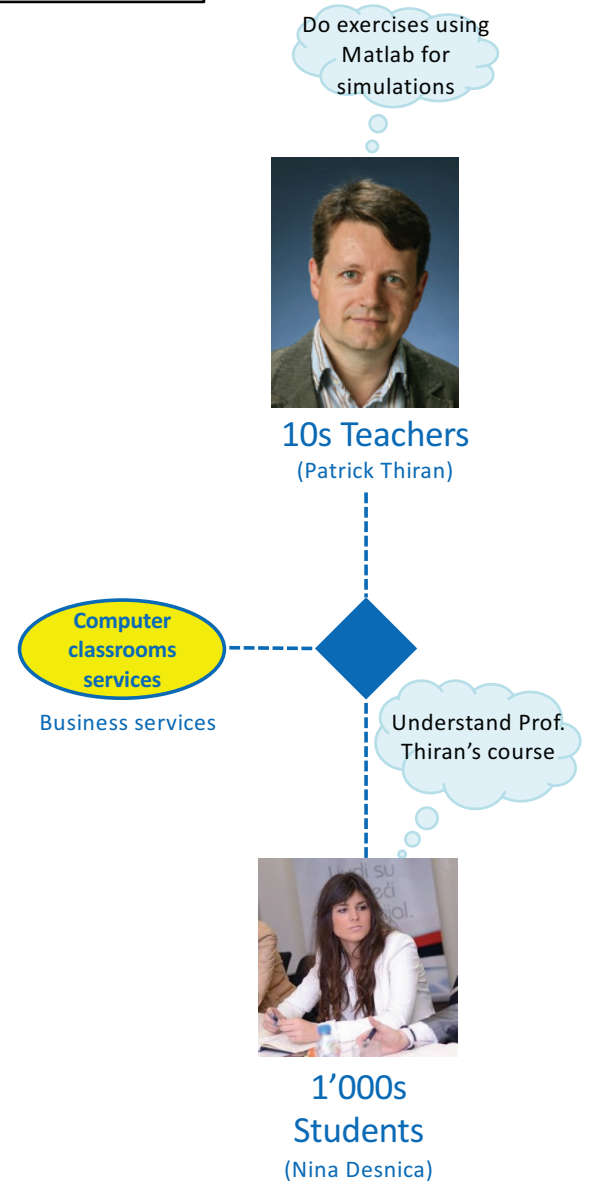 Do exercises using
Matlab for
simulations
10s Teachers
(Patrick Thiran)
Computer
classrooms
services
Business services
Understand Prof.
Thiran's course
1'000s
Students
(Nina Desnica)